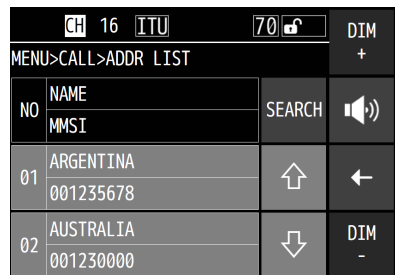 CH 16 ITU 70 DIM
+
MENU>CALL>ADDR LIST
NO NAME
MMSI
SEARCH
01 ARGENTINA
001235678
02 AUSTRALIA
001230000
DIM
-